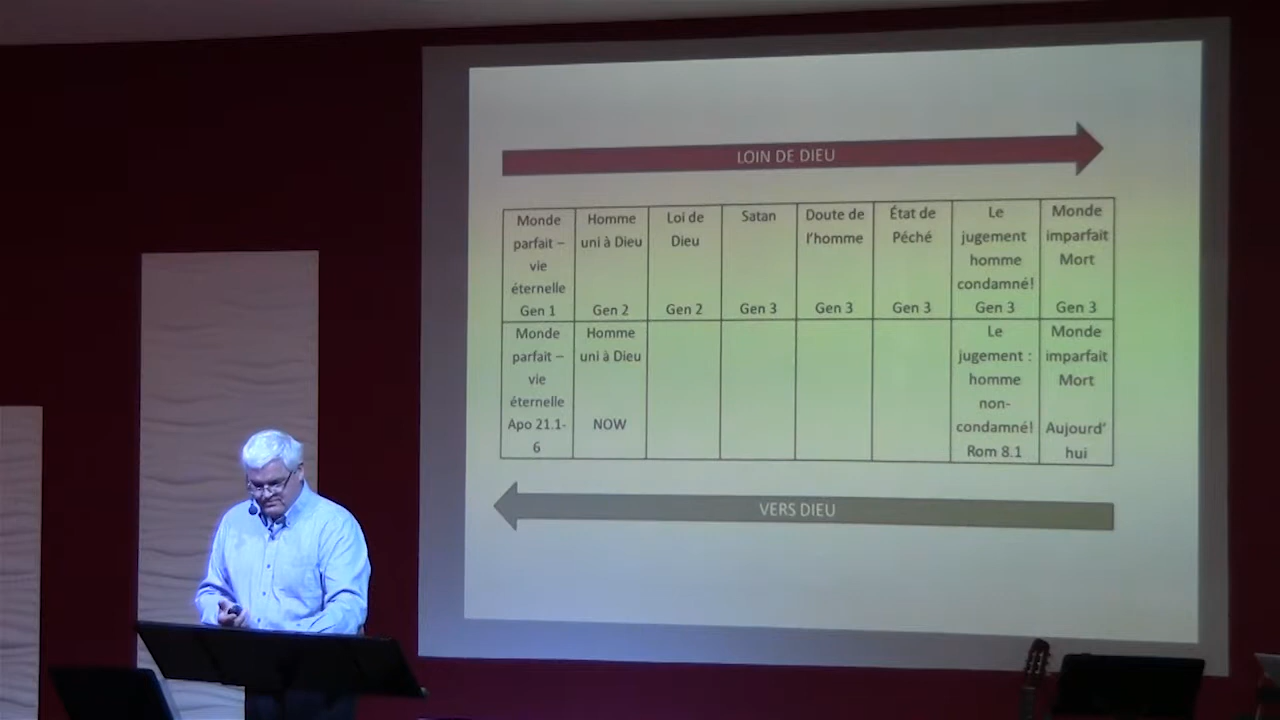 LOIN DE DIEU
Monde
parfait –
vie
éternelle
Gen 1
Homme
uni à Dieu
Gen 2
Loi de
Dieu
Gen 2
Satan
Gen 3
Doute de
l'homme
Gen 3
État de
Péché
Gen 3
Le
jugement
homme
condamné!
Gen 3
Monde
imparfait
Mort
Gen 3
Monde
parfait –
vie
éternelle
Apo 21.1-
6
Homme
uni à Dieu
NOW
Le
jugement :
homme
non-
condamné!
Rom 8.1
Monde
imparfait
Mort
Aujourd'
hui
VERS DIEU